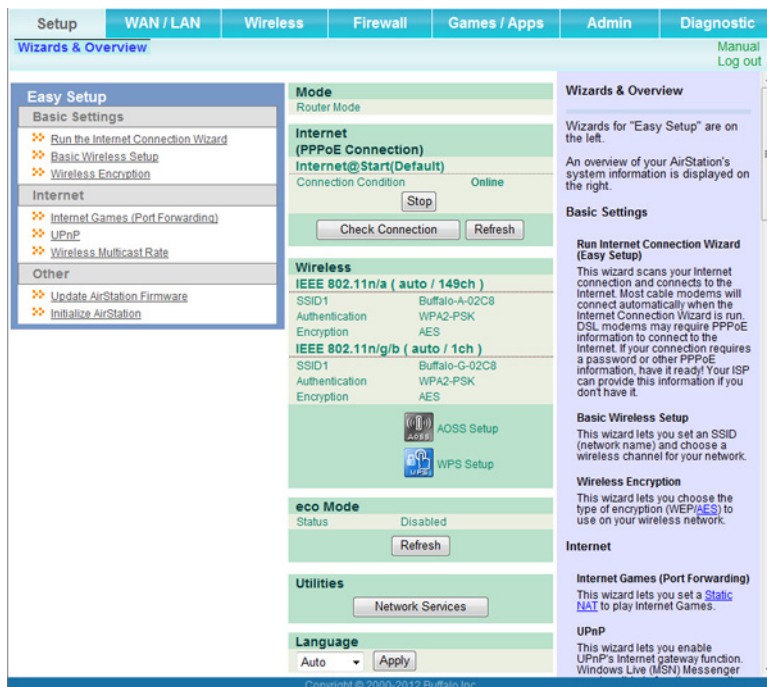 Setup WAN / LAN Wireless Firewall Games / Apps Admin Diagnostic
Wizards & Overview
Manual
Log out
Easy Setup
Basic Settings
Run the Internet Connection Wizard
Basic Wireless Setup
Wireless Encryption
Internet
Internet Games (Port Forwarding)
UPnP
Wireless Multicast Rate
Other
Update AirStation Firmware
Initialize AirStation
Mode
Router Mode
Internet
(PPPoE Connection)
Internet@Start(Default)
Connection Condition Online
Stop
Check Connection Refresh
Wireless
IEEE 802.11n/a ( auto / 149ch )
SSID1 Buffalo-A-02C8
Authentication WPA2-PSK
Encryption AES
IEEE 802.11n/g/b ( auto / 1ch )
SSID1 Buffalo-G-02C8
Authentication WPA2-PSK
Encryption AES
AOSS AOSS Setup
WPS Setup
eco Mode
Status Disabled
Refresh
Utilities
Network Services
Language
Auto Apply
Wizards & Overview
Wizards for "Easy Setup" are on
the left.
An overview of your AirStation's
system information is displayed on
the right.
Basic Settings
Run Internet Connection Wizard
(Easy Setup)
This wizard scans your Internet
connection and connects to the
Internet. Most cable modems will
connect automatically when the
Internet Connection Wizard is run.
DSL modems may require PPPoE
information to connect to the
Internet. If your connection requires
a password or other PPPoE
information, have it ready! Your ISP
can provide this information if you
don't have it.
Basic Wireless Setup
This wizard lets you set an SSID
(network name) and choose a
wireless channel for your network.
Wireless Encryption
This wizard lets you choose the
type of encryption (WEP/AES) to
use on your wireless network.
Internet
Internet Games (Port Forwarding)
This wizard lets you set a Static
NAT to play Internet Games.
UPnP
This wizard lets you enable
UPnP's Internet gateway function.
Windows Live (MSN) Messenger
Copyright © 2000-2012 Buffalo Inc.